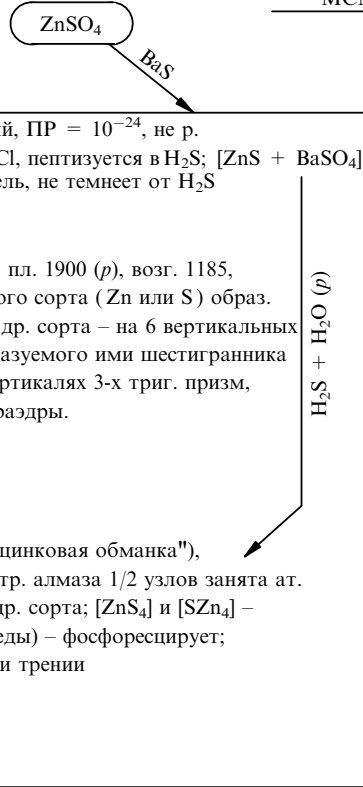 ZnSO₄
BaS
ый, ПР = 10⁻²⁴, не р.
Cl, пептизуется в H₂S; [ZnS + BaSO₄]
ель, не темнеет от H₂S
пл. 1900 (p), возг. 1185,
ого сорта (Zn или S) образ.
др. сорта – на 6 вертикальных
азуемого ими шестигранника
ртикалях 3-х триг. призм,
раэдры.
H₂S + H₂O (p)
цинковая обманка"),
тр. алмаза 1/2 узлов занята ат.
др. сорта; [ZnS₄] и [SZn₄] –
еды) – фосфоресцирует;
и трении